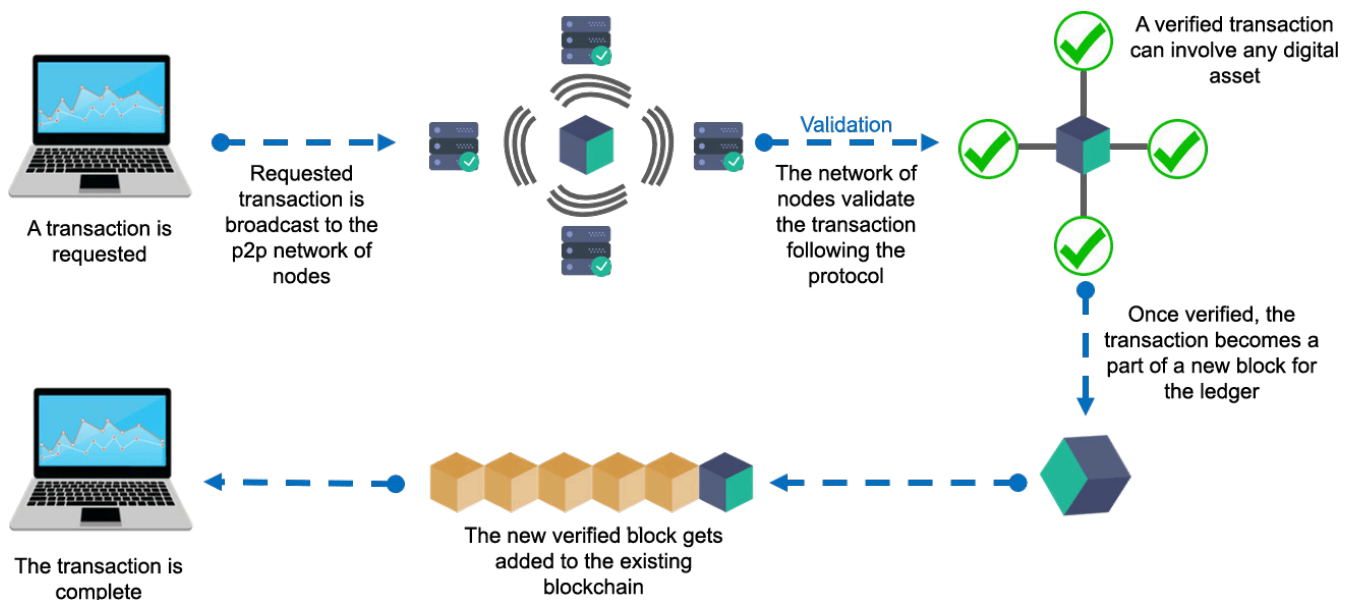 A transaction is
requested
Requested
transaction is
broadcast to the
p2p network of
nodes
Validation
The network of
nodes validate
the transaction
following the
protocol
A verified transaction
can involve any digital
asset
Once verified, the
transaction becomes a
part of a new block for
the ledger
The new verified block gets
added to the existing
blockchain
The transaction is
complete